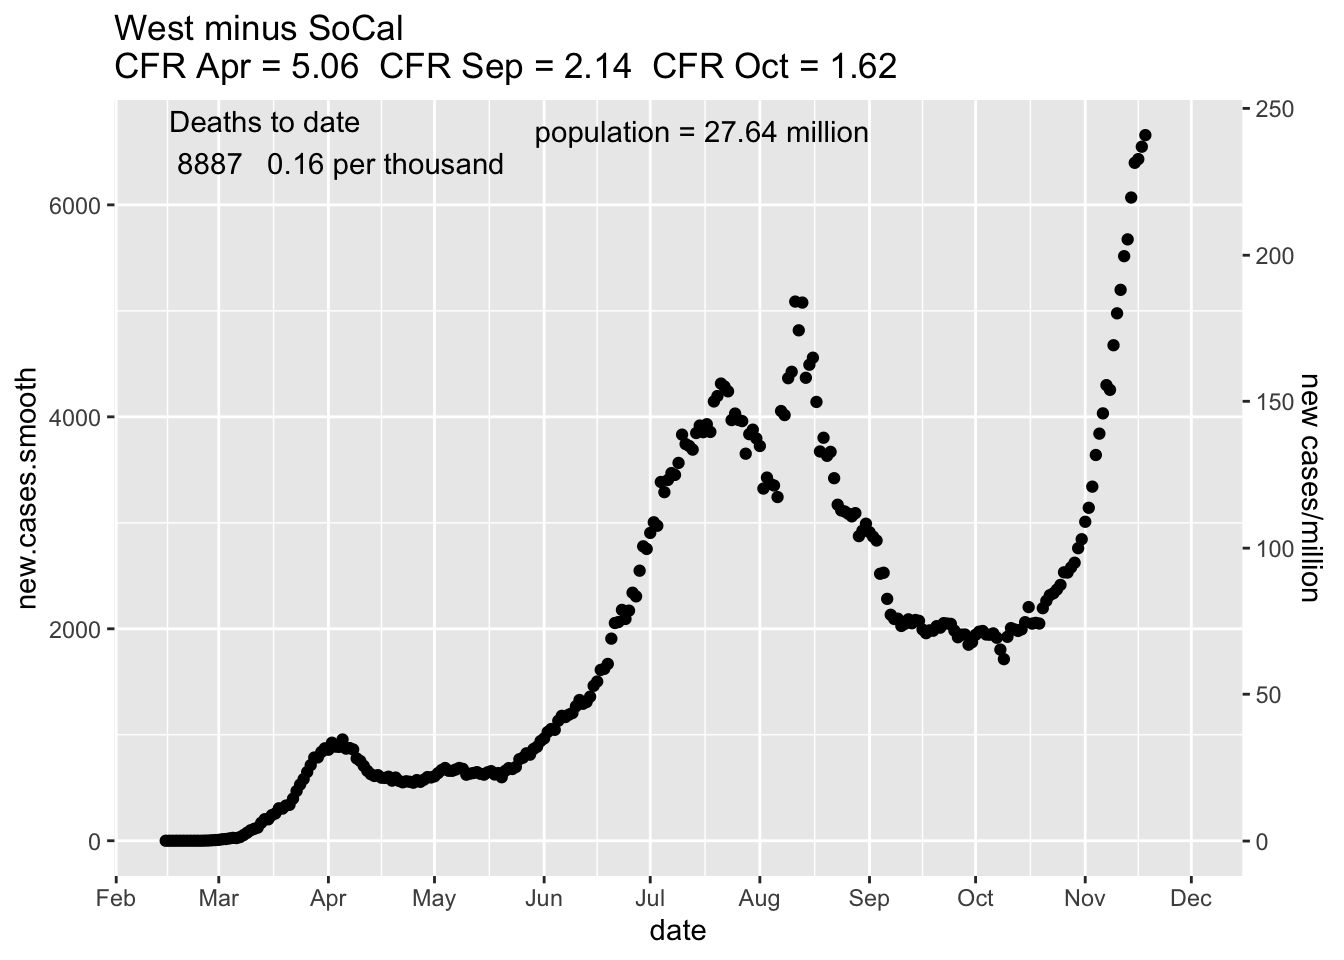 West minus SoCal
CFR Apr = 5.06  CFR Sep = 2.14  CFR Oct = 1.62
Deaths to date
8887   0.16 per thousand
population = 27.64 million
new.cases.smooth
6000
4000
2000
0
250
200
150
100
50
0
new cases/million
Feb Mar Apr May Jun Jul Aug Sep Oct Nov Dec
date